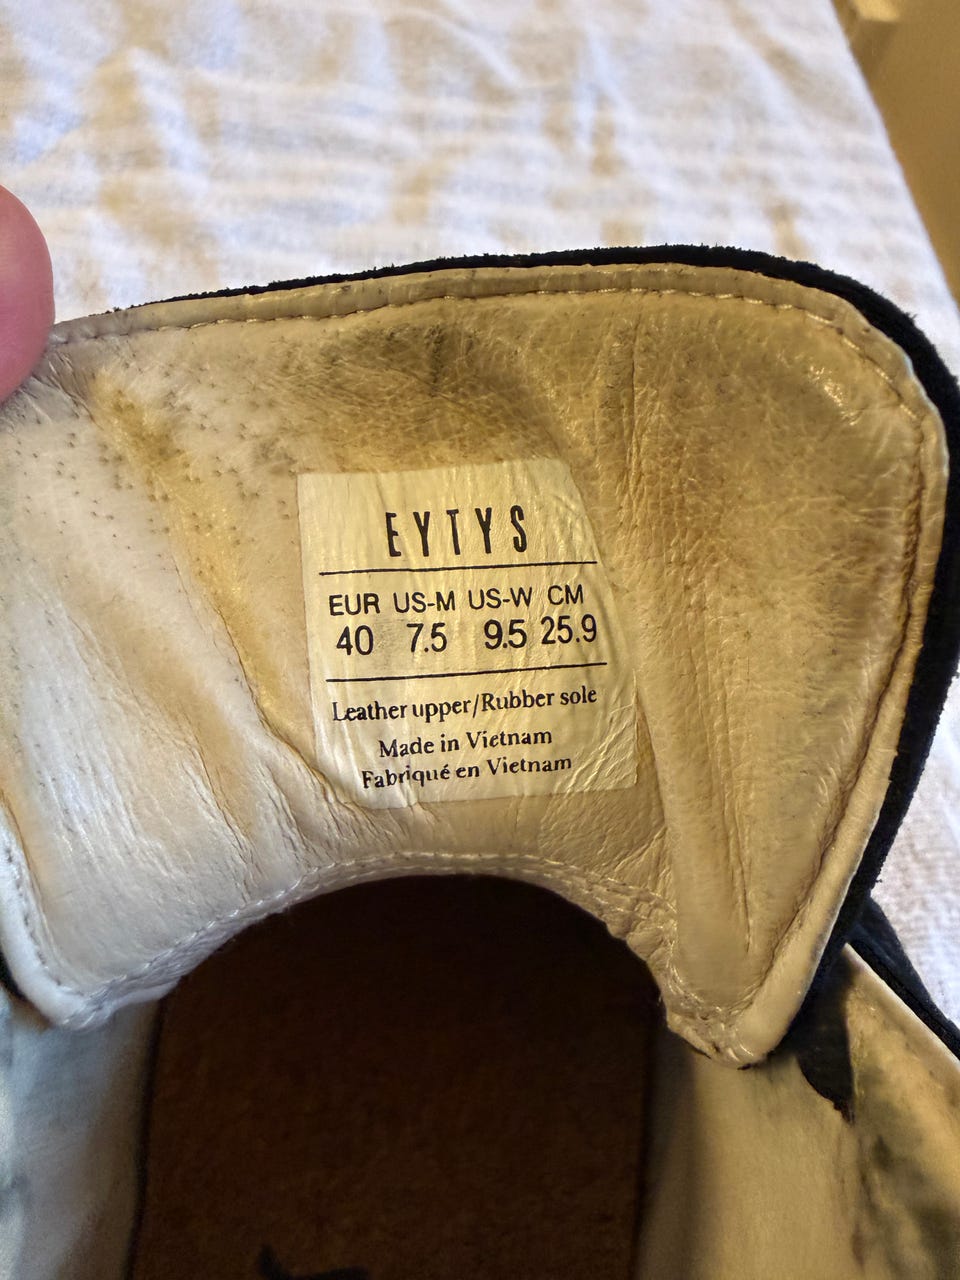 EYTYS
EUR US-M US-W CM
40 7.5 9.5 25.9
Leather upper/Rubber sole
Made in Vietnam
Fabriqué en Vietnam